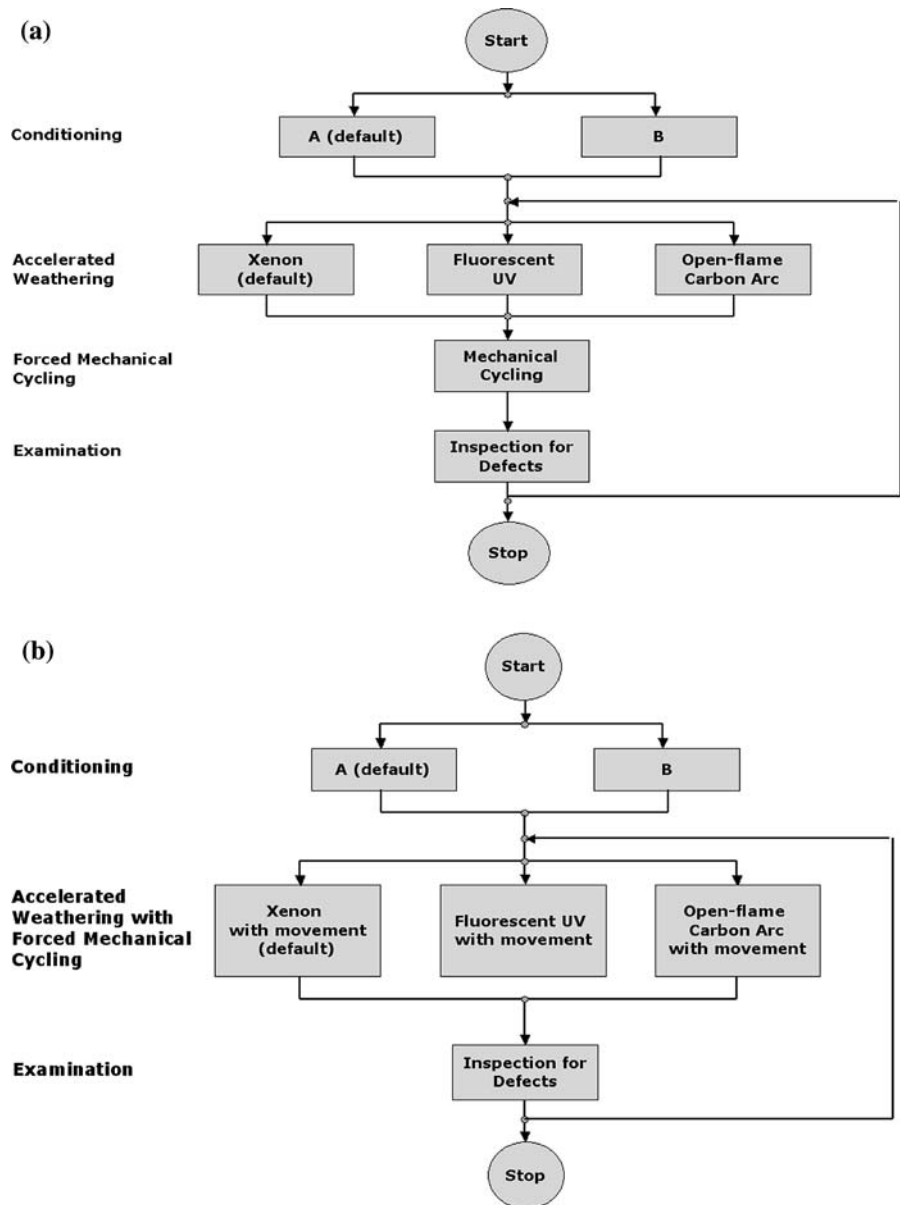 (a)
Start
Conditioning
A (default)
B
Accelerated
Weathering
Xenon
(default)
Fluorescent
UV
Open-flame
Carbon Arc
Forced Mechanical
Cycling
Mechanical
Cycling
Examination
Inspection for
Defects
Stop
(b)
Start
Conditioning
A (default)
B
Accelerated
Weathering with
Forced Mechanical
Cycling
Xenon
with movement
(default)
Fluorescent UV
with movement
Open-flame
Carbon Arc
with movement
Examination
Inspection for
Defects
Stop